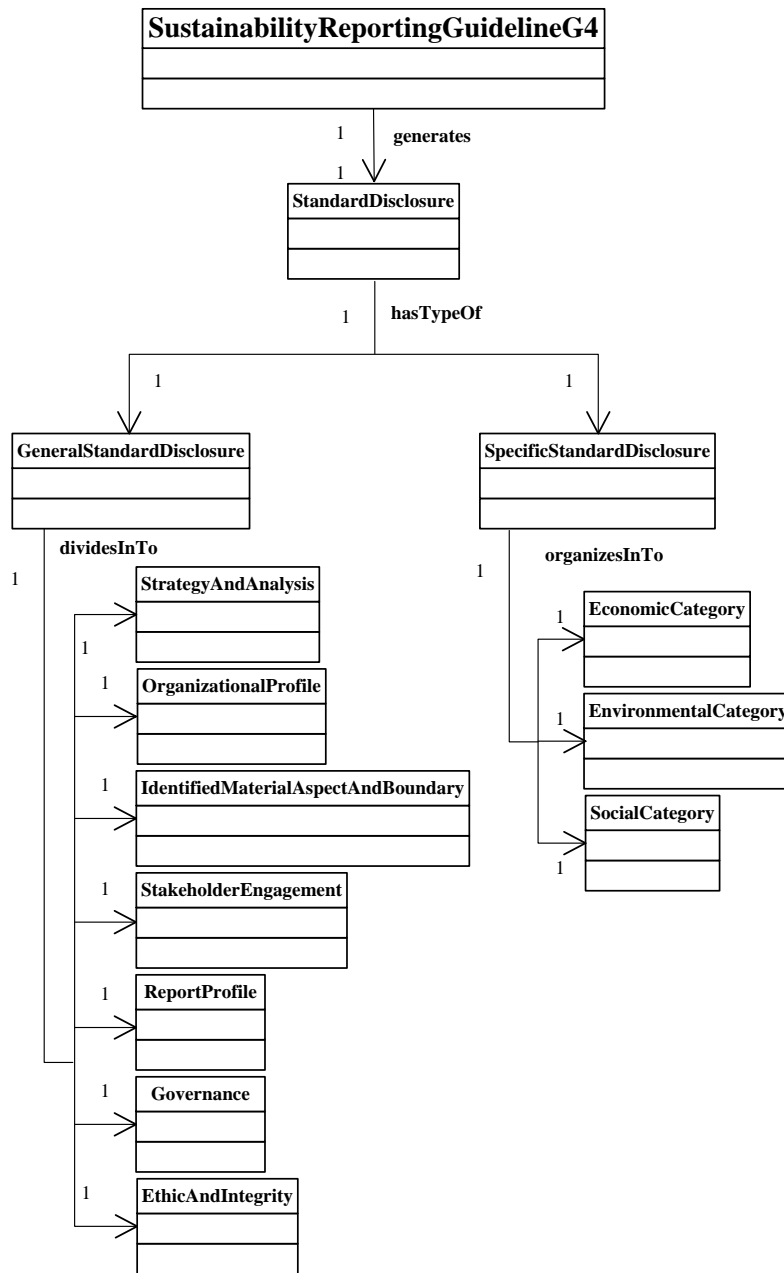 SustainabilityReportingGuidelineG4
1
generates
1
StandardDisclosure
1
hasTypeOf
1
1
GeneralStandardDisclosure
SpecificStandardDisclosure
dividesInTo
1
StrategyAndAnalysis
1
OrganizationalProfile
1
IdentifiedMaterialAspectAndBoundary
1
StakeholderEngagement
1
ReportProfile
1
Governance
1
EthicAndIntegrity
1
organizesInTo
1
EconomicCategory
1
EnvironmentalCategory
1
SocialCategory
1